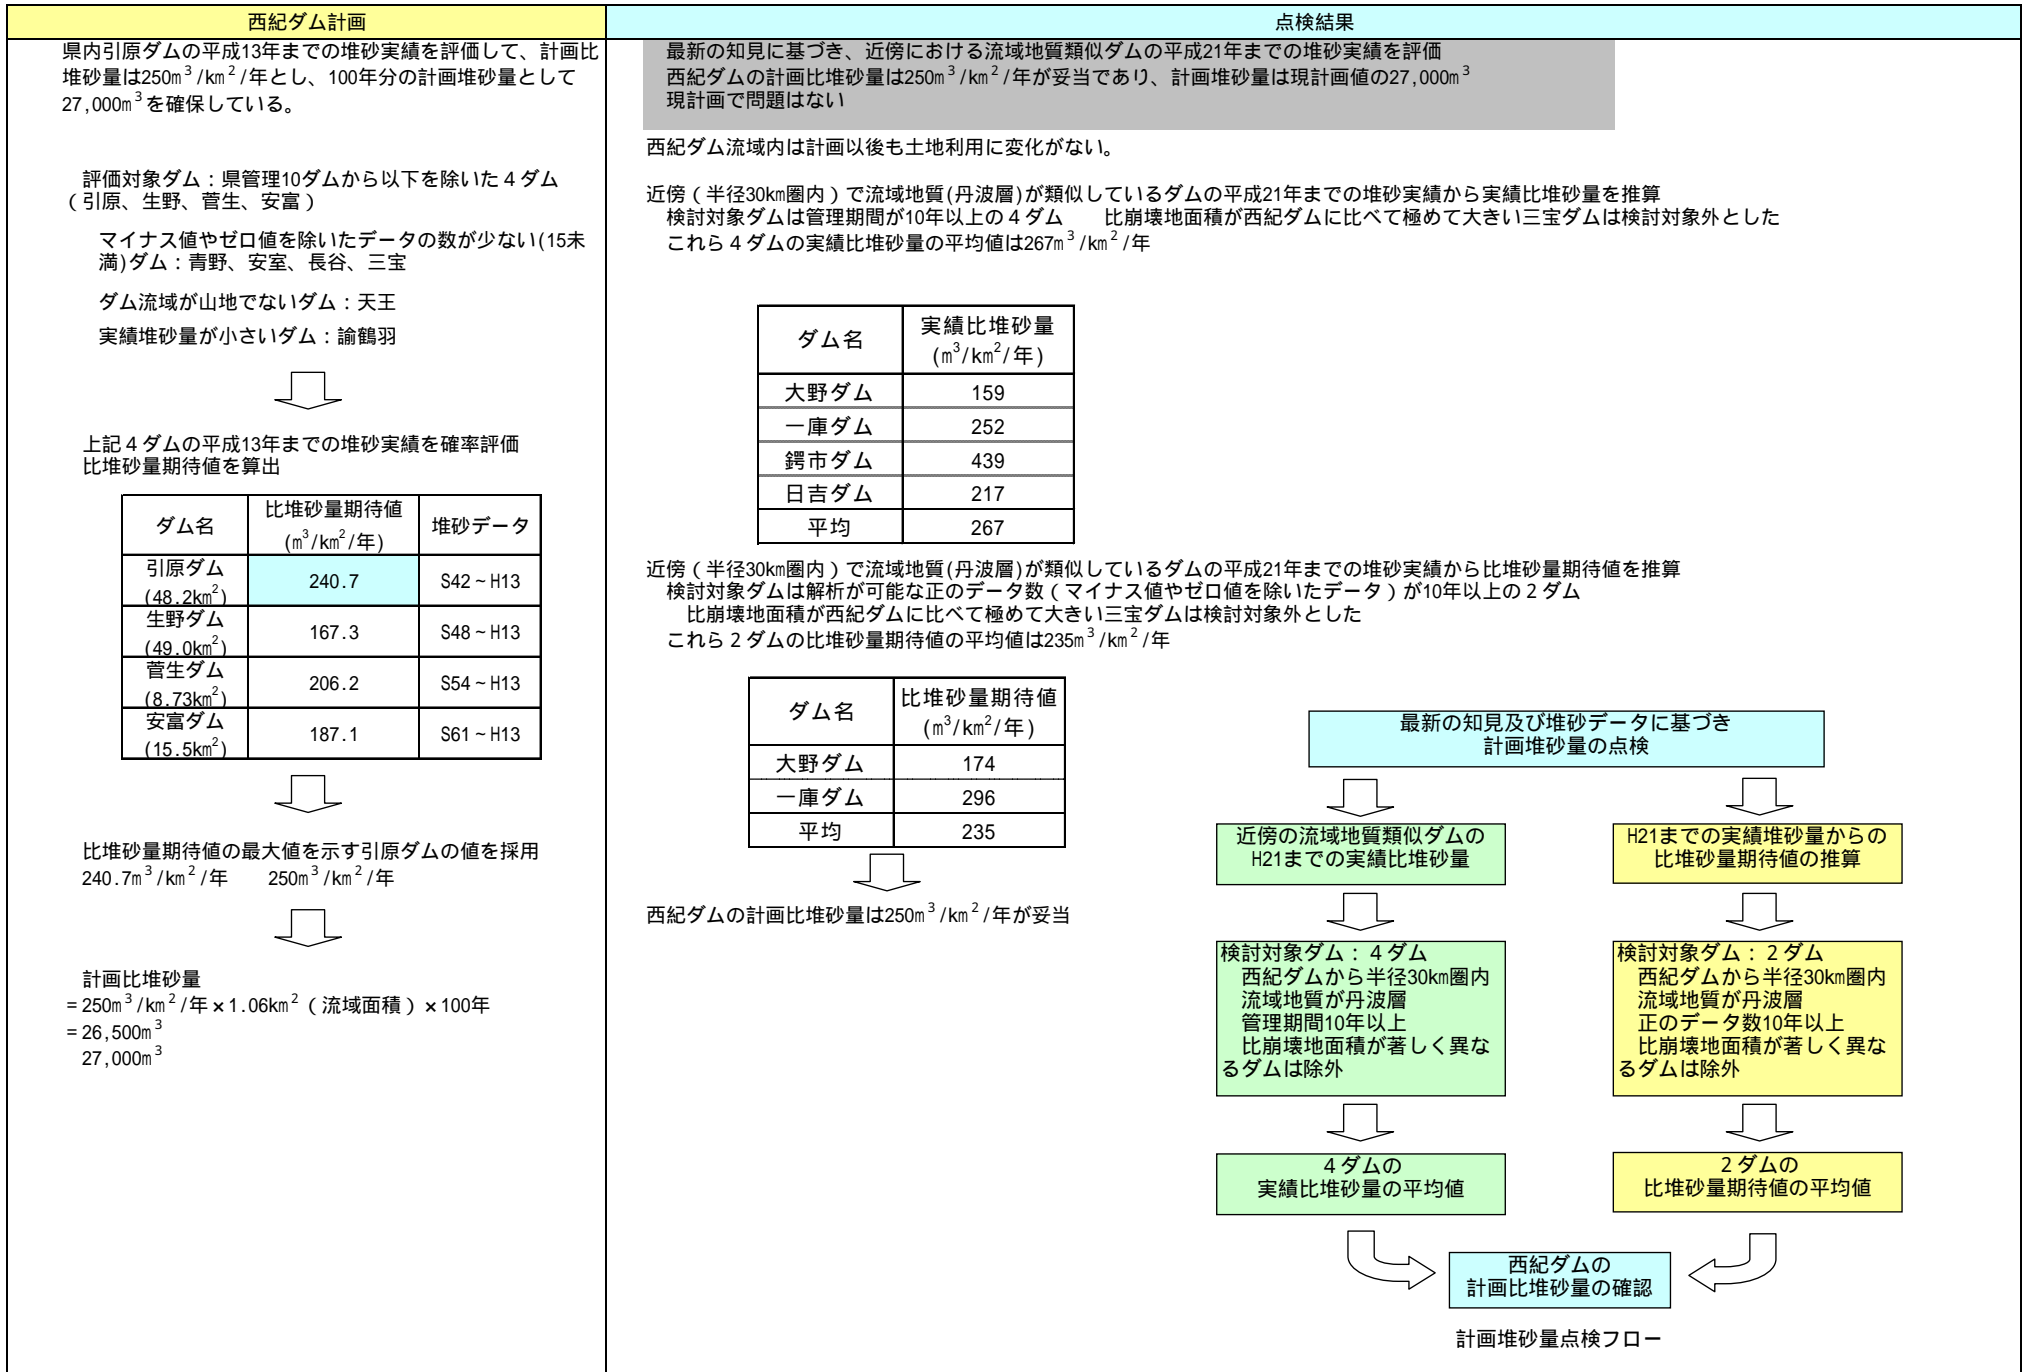 西紀ダム計画
県内引原ダムの平成13年までの堆砂実績を評価して、計画比
堆砂量は250m³/km²/年とし、100年分の計画堆砂量として
27,000m³を確保している。
評価対象ダム：県管理10ダムから以下を除いた４ダム
（引原、生野、菅生、安富）
マイナス値やゼロ値を除いたデータの数が少ない(15未
満)ダム：青野、安室、長谷、三宝
ダム流域が山地でないダム：天王
実績堆砂量が小さいダム：諭鶴羽
上記４ダムの平成13年までの堆砂実績を確率評価
比堆砂量期待値を算出
ダム名 比堆砂量期待値 (m³/km²/年) 堆砂データ
引原ダム (48.2km²) 240.7 S42～H13
生野ダム (49.0km²) 167.3 S48～H13
菅生ダム (8.73km²) 206.2 S54～H13
安富ダム (15.5km²) 187.1 S61～H13
比堆砂量期待値の最大値を示す引原ダムの値を採用
240.7m³/km²/年　250m³/km²/年
計画比堆砂量
=250m³/km²/年×1.06km²（流域面積）×100年
=26,500m³
27,000m³
点検結果
最新の知見に基づき、近傍における流域地質類似ダムの平成21年までの堆砂実績を評価
西紀ダムの計画比堆砂量は250m³/km²/年が妥当であり、計画堆砂量は現計画値の27,000m³
現計画で問題はない
西紀ダム流域内は計画以後も土地利用に変化がない。
近傍（半径30km圏内）で流域地質(丹波層)が類似しているダムの平成21年までの堆砂実績から実績比堆砂量を推算
検討対象ダムは管理期間が10年以上の４ダム　比崩壊地面積が西紀ダムに比べて極めて大きい三宝ダムは検討対象外とした
これら４ダムの実績比堆砂量の平均値は267m³/km²/年
ダム名 実績比堆砂量 (m³/km²/年)
大野ダム 159
一庫ダム 252
鍔市ダム 439
日吉ダム 217
平均 267
近傍（半径30km圏内）で流域地質(丹波層)が類似しているダムの平成21年までの堆砂実績から比堆砂量期待値を推算
検討対象ダムは解析が可能な正のデータ数（マイナス値やゼロ値を除いたデータ）が10年以上の２ダム
比崩壊地面積が西紀ダムに比べて極めて大きい三宝ダムは検討対象外とした
これら２ダムの比堆砂量期待値の平均値は235m³/km²/年
ダム名 比堆砂量期待値 (m³/km²/年)
大野ダム 174
一庫ダム 296
平均 235
西紀ダムの計画比堆砂量は250m³/km²/年が妥当
最新の知見及び堆砂データに基づき
計画堆砂量の点検
近傍の流域地質類似ダムの
H21までの実績比堆砂量
検討対象ダム：４ダム
西紀ダムから半径30km圏内
流域地質が丹波層
管理期間10年以上
比崩壊地面積が著しく異な
るダムは除外
４ダムの
実績比堆砂量の平均値
H21までの実績堆砂量からの
比堆砂量期待値の推算
検討対象ダム：２ダム
西紀ダムから半径30km圏内
流域地質が丹波層
正のデータ数10年以上
比崩壊地面積が著しく異な
るダムは除外
２ダムの
比堆砂量期待値の平均値
西紀ダムの
計画比堆砂量の確認
計画堆砂量点検フロー